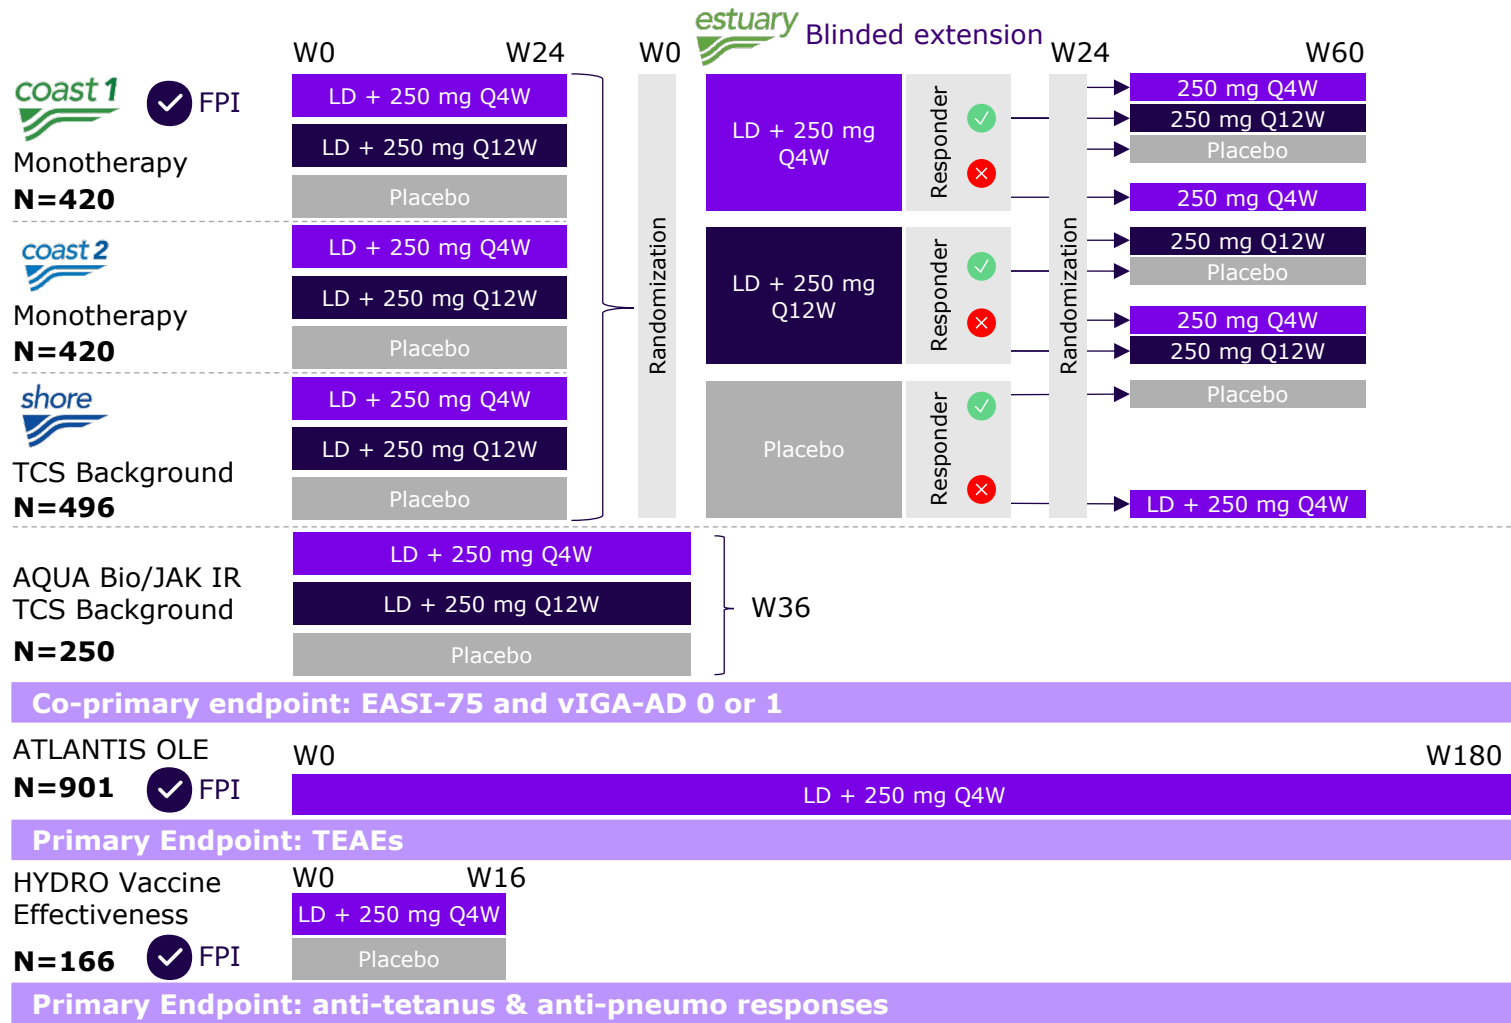 estuary Blinded extension
W0 W24 W0 W24 W60
coast 1
FPI
Monotherapy
N=420
LD + 250 mg Q4W
LD + 250 mg Q12W
Placebo
coast 2
Monotherapy
N=420
LD + 250 mg Q4W
LD + 250 mg Q12W
Placebo
shore
TCS Background
N=496
LD + 250 mg Q4W
LD + 250 mg Q12W
Placebo
Randomization
LD + 250 mg
Q4W
Responder
LD + 250 mg
Q12W
Responder
Placebo
Responder
Randomization
250 mg Q4W
250 mg Q12W
Placebo
250 mg Q4W
250 mg Q12W
Placebo
250 mg Q4W
250 mg Q12W
Placebo
LD + 250 mg Q4W
AQUA Bio/JAK IR
TCS Background
N=250
LD + 250 mg Q4W
LD + 250 mg Q12W
Placebo
W36
Co-primary endpoint: EASI-75 and vIGA-AD 0 or 1
ATLANTIS OLE
N=901
FPI
W0 W180
LD + 250 mg Q4W
Primary Endpoint: TEAEs
HYDRO Vaccine
Effectiveness
N=166
FPI
W0 W16
LD + 250 mg Q4W
Placebo
Primary Endpoint: anti-tetanus & anti-pneumo responses